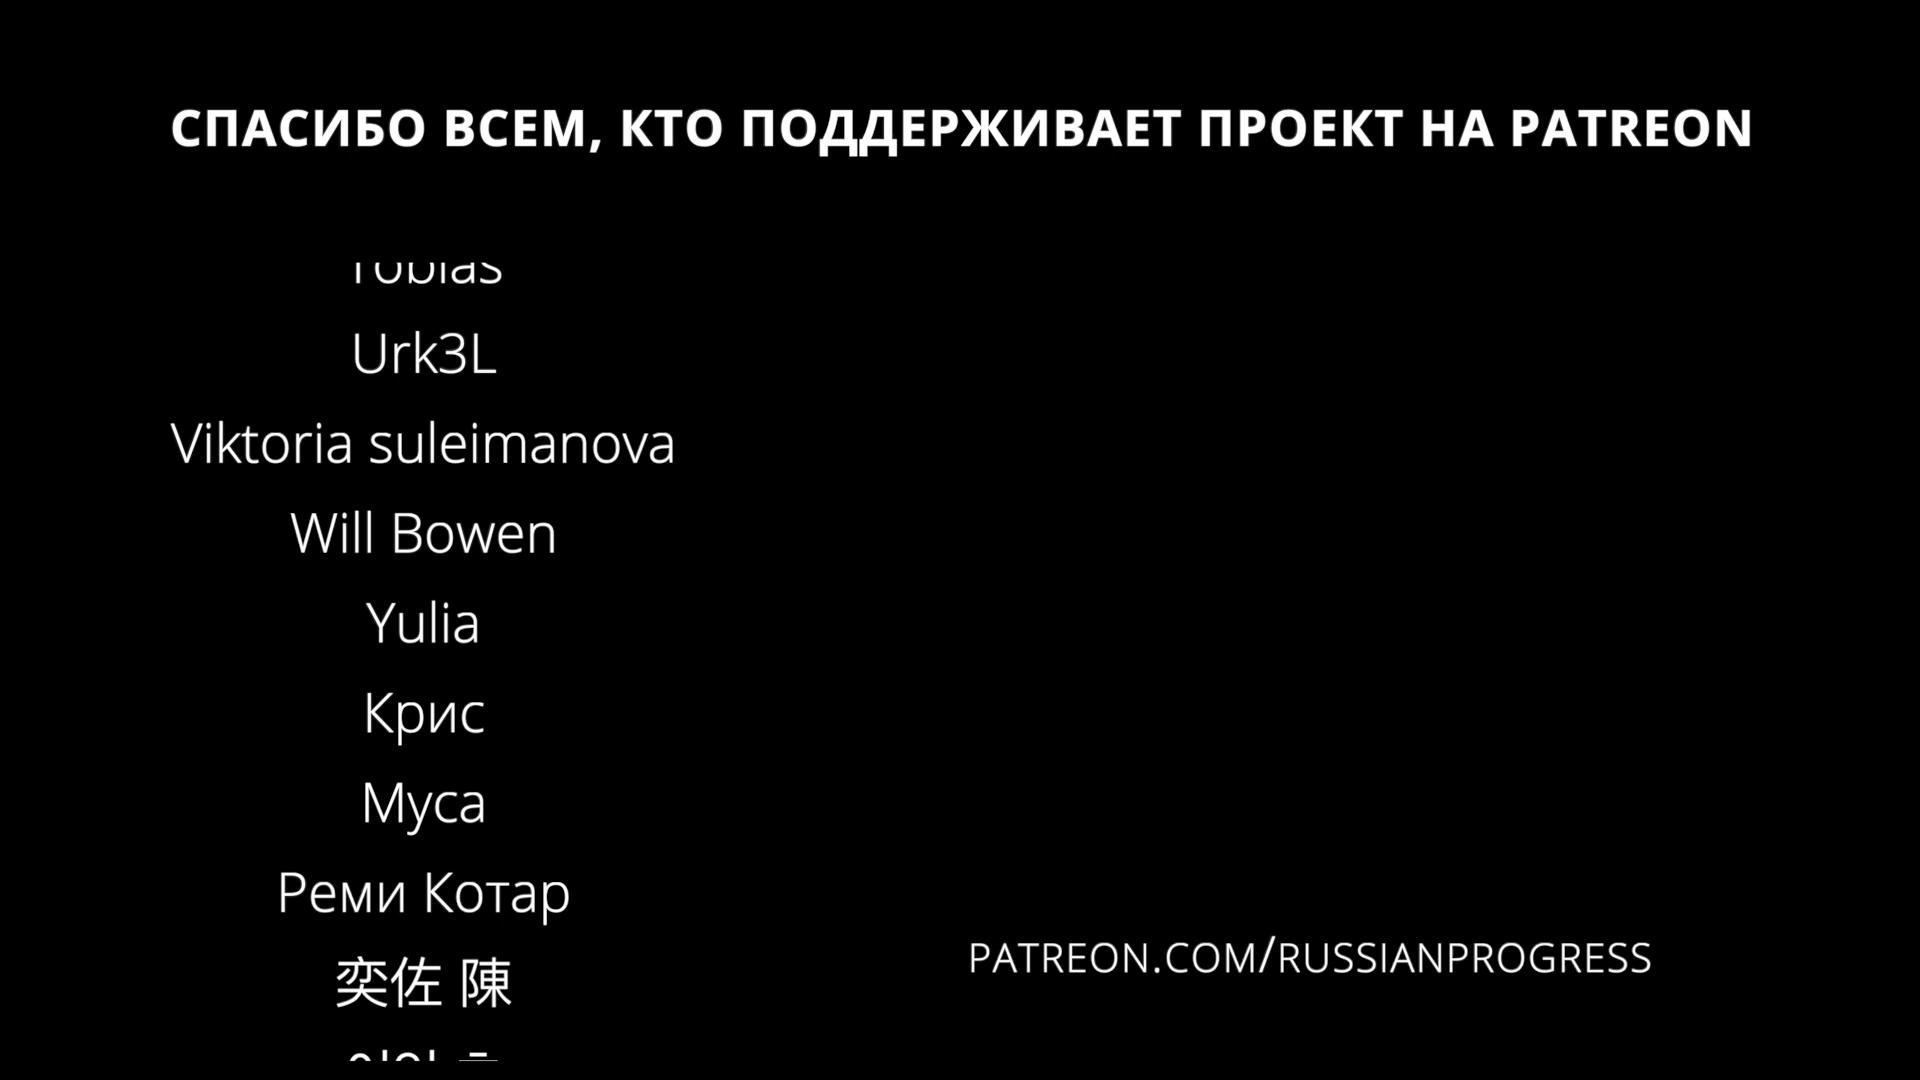 СПАСИБО ВСЕМ, КТО ПОДДЕРЖИВАЕТ ПРОЕКТ НА PATREON
Tobias
Urk3L
Viktoria suleimanova
Will Bowen
Yulia
Крис
Муса
Реми Котар
奕佐 陳
PATREON.COM/RUSSIANPROGRESS